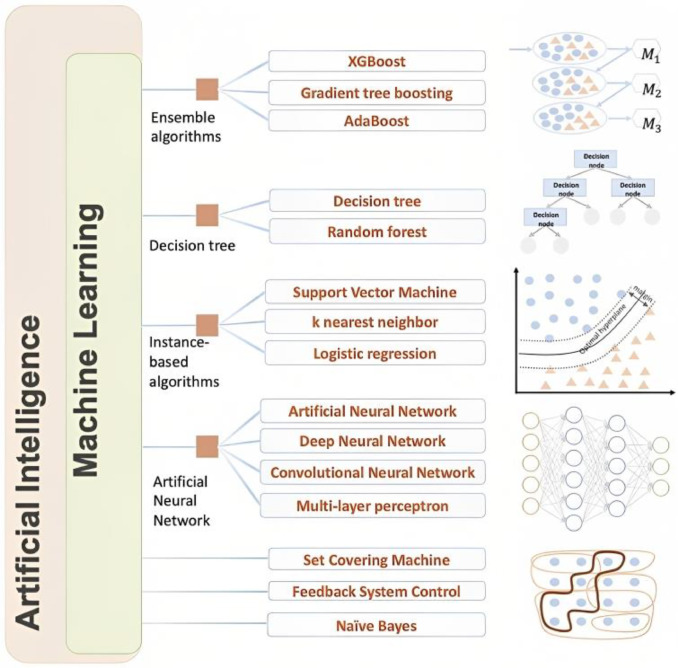 Artificial Intelligence
Machine Learning
Ensemble
algorithms
XGBoost
Gradient tree boosting
AdaBoost
M1
M2
M3
Decision tree
Decision tree
Random forest
Decision
node
Decision
node
Decision
node
Decision
node
Instance-
based
algorithms
Support Vector Machine
k nearest neighbor
Logistic regression
margin
Optimal hyperplane
Artificial
Neural
Network
Artificial Neural Network
Deep Neural Network
Convolutional Neural Network
Multi-layer perceptron
Set Covering Machine
Feedback System Control
Naïve Bayes